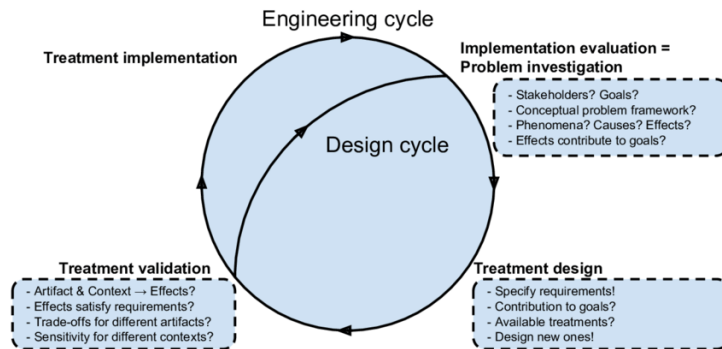 Engineering cycle
Treatment implementation
Implementation evaluation =
Problem investigation
- Stakeholders? Goals?
- Conceptual problem framework?
- Phenomena? Causes? Effects?
- Effects contribute to goals?
Design cycle
Treatment validation
- Artifact & Context → Effects?
- Effects satisfy requirements?
- Trade-offs for different artifacts?
- Sensitivity for different contexts?
Treatment design
- Specify requirements!
- Contribution to goals?
- Available treatments?
- Design new ones!